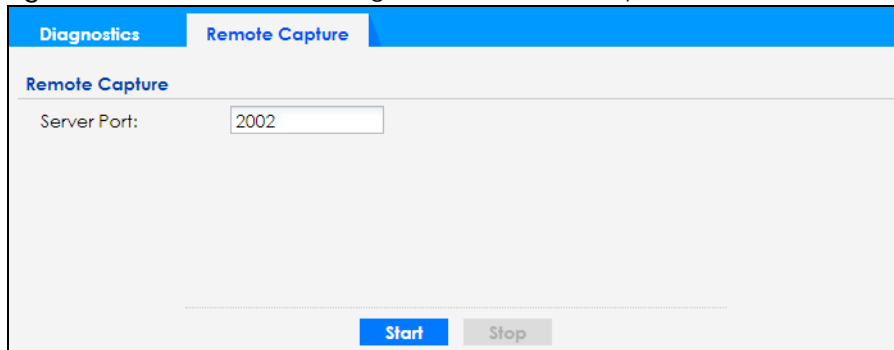 Diagnostics Remote Capture
Remote Capture
Server Port: 2002
Start Stop